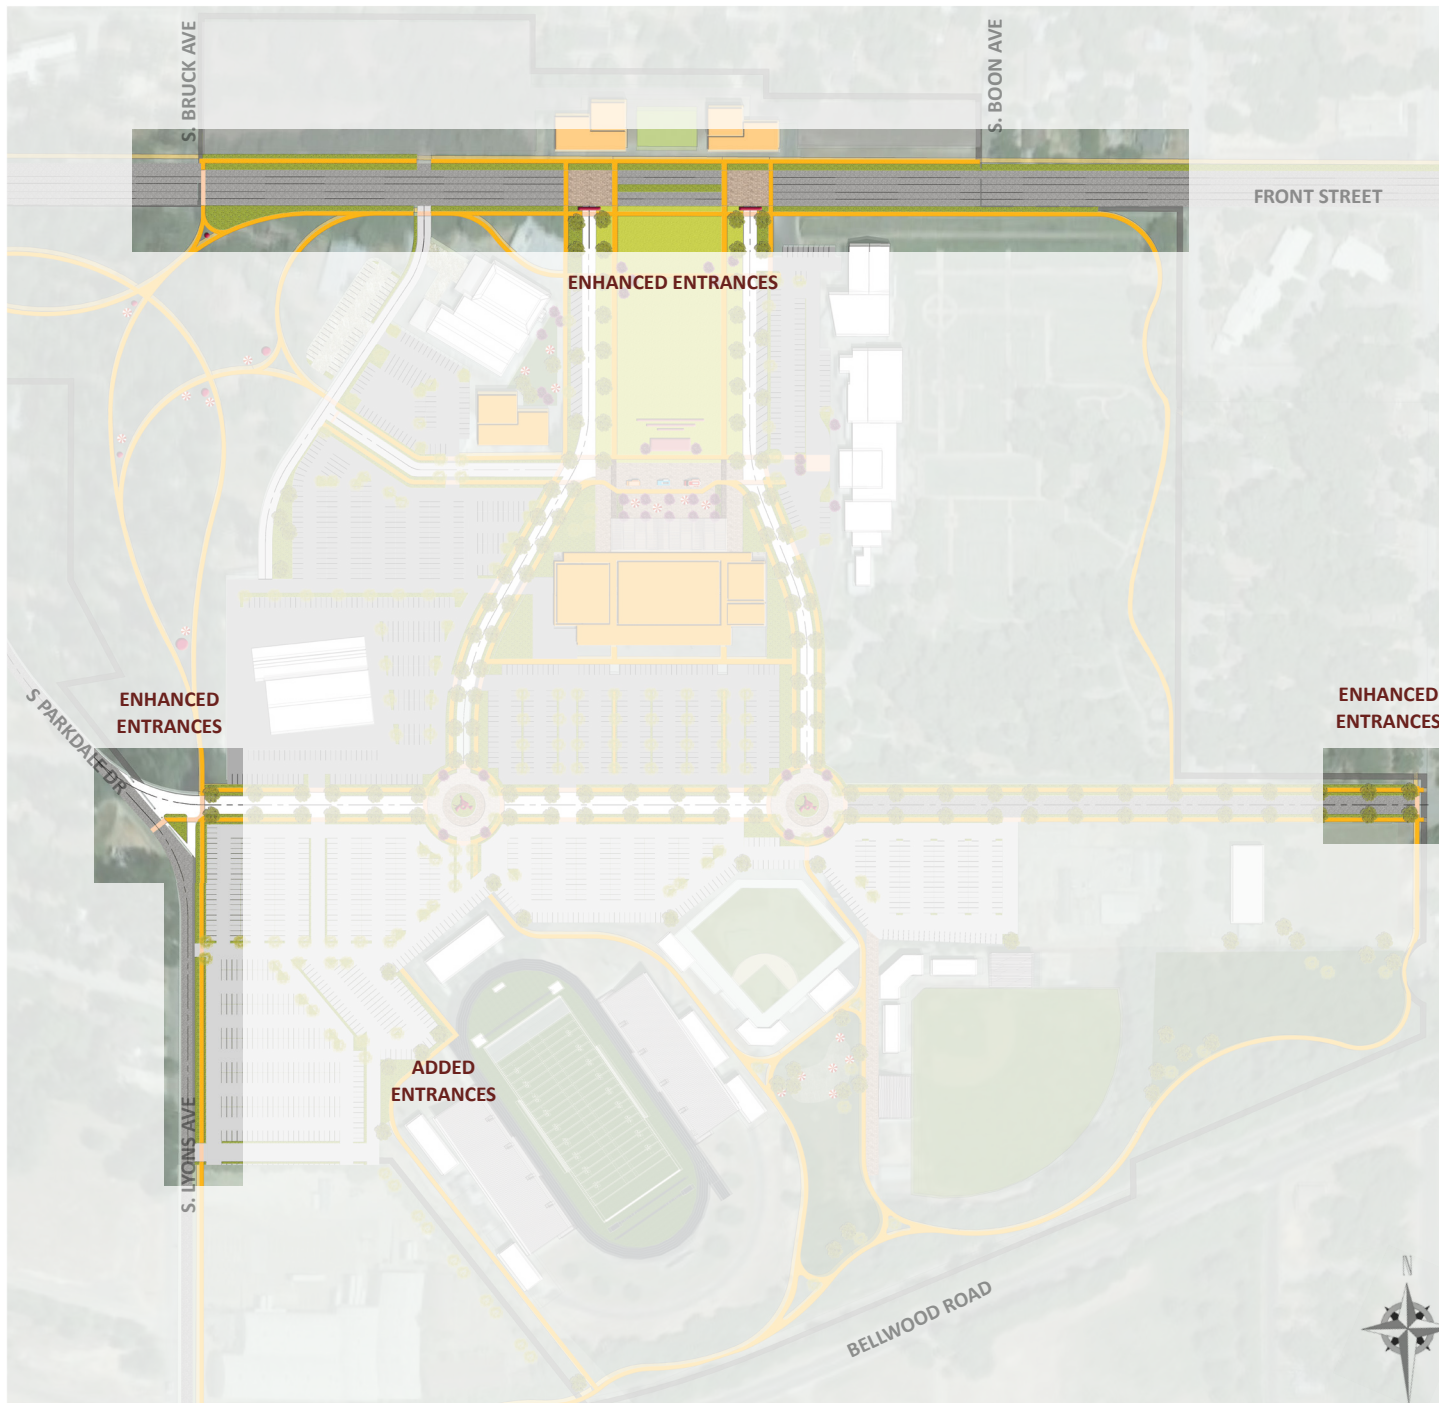 S. BRUCK AVE
S. BOON AVE
FRONT STREET
ENHANCED ENTRANCES
S PARKDALE DR
ENHANCED
ENTRANCES
ENHANCED
ENTRANCES
ADDED
ENTRANCES
S. LYONS AVE
BELLWOOD ROAD
N